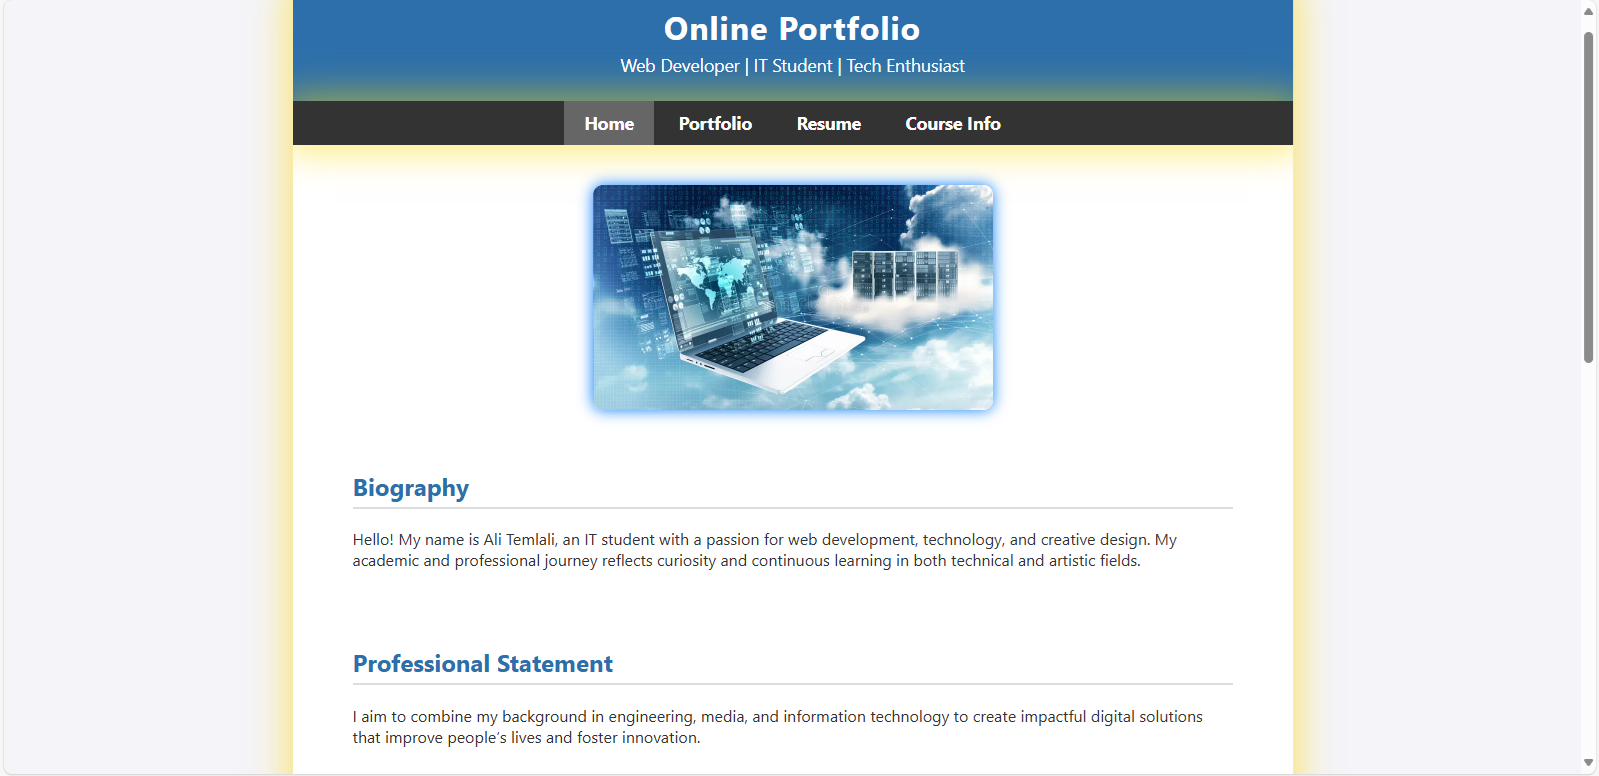 Online Portfolio
Web Developer | IT Student | Tech Enthusiast
Home Portfolio Resume Course Info
Biography
Hello! My name is Ali Temlali, an IT student with a passion for web development, technology, and creative design. My
academic and professional journey reflects curiosity and continuous learning in both technical and artistic fields.
Professional Statement
I aim to combine my background in engineering, media, and information technology to create impactful digital solutions
that improve people’s lives and foster innovation.